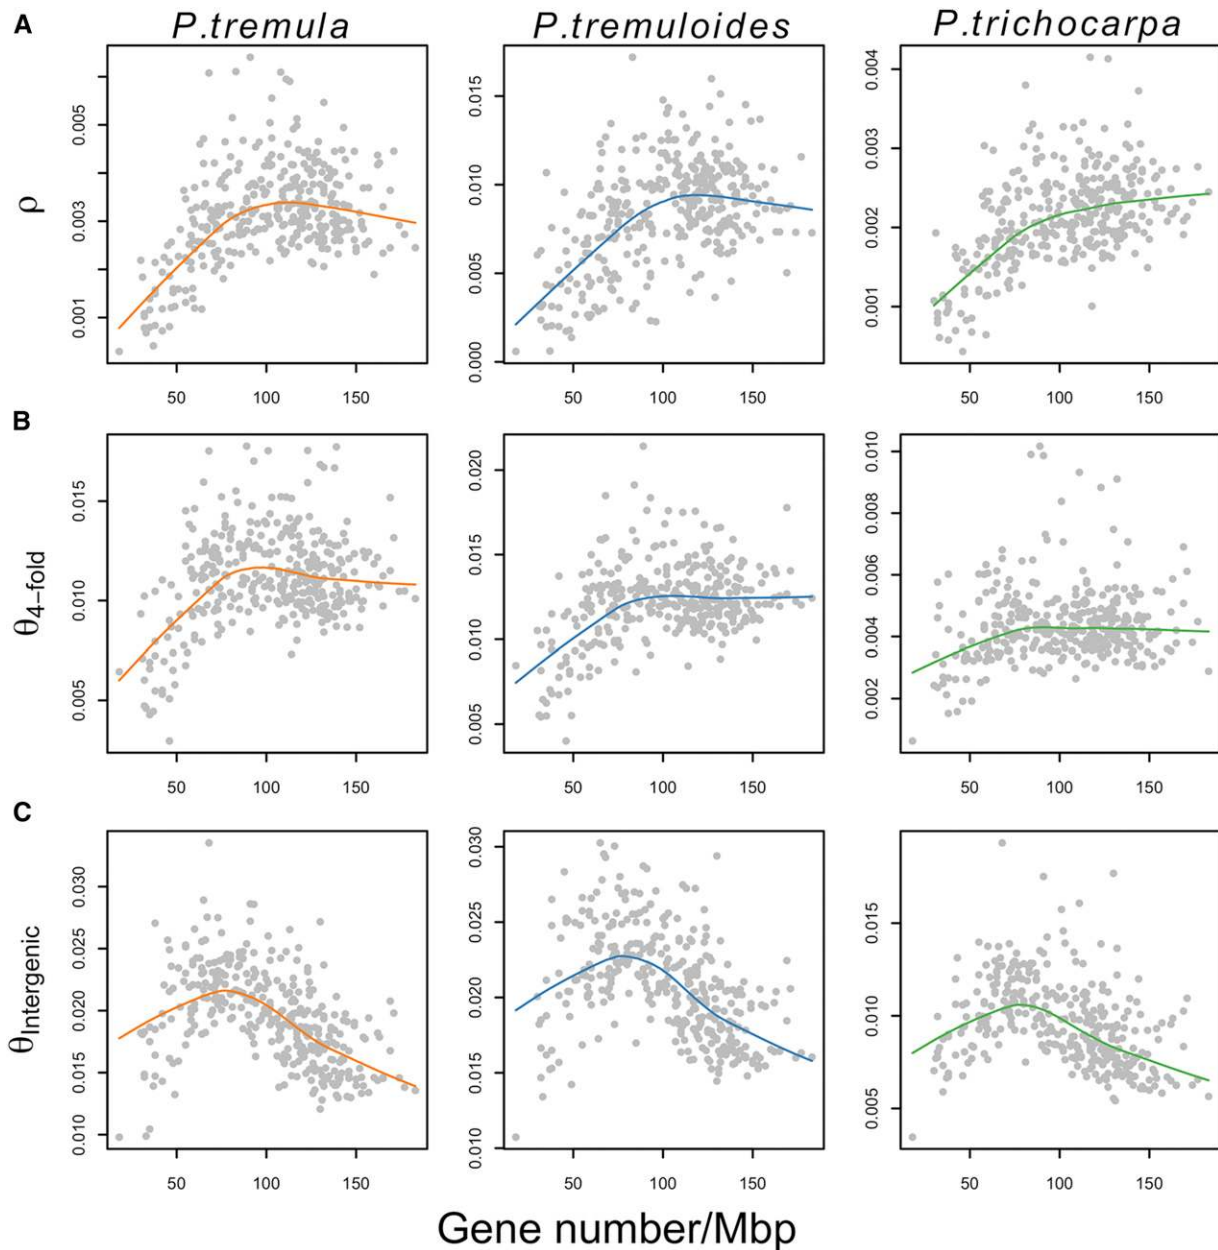 A
P.tremula P.tremuloides P.trichocarpa
ρ
0.001 0.003 0.005
50 100 150
0.000 0.005 0.010 0.015
50 100 150
0.001 0.002 0.003 0.004
50 100 150
B
θ4−fold
0.005 0.010 0.015
50 100 150
0.005 0.010 0.015 0.020
50 100 150
0.002 0.004 0.006 0.008 0.010
50 100 150
C
θIntergenic
0.010 0.015 0.020 0.025 0.030
50 100 150
0.010 0.015 0.020 0.025 0.030
50 100 150
0.005 0.010 0.015
50 100 150
Gene number/Mbp